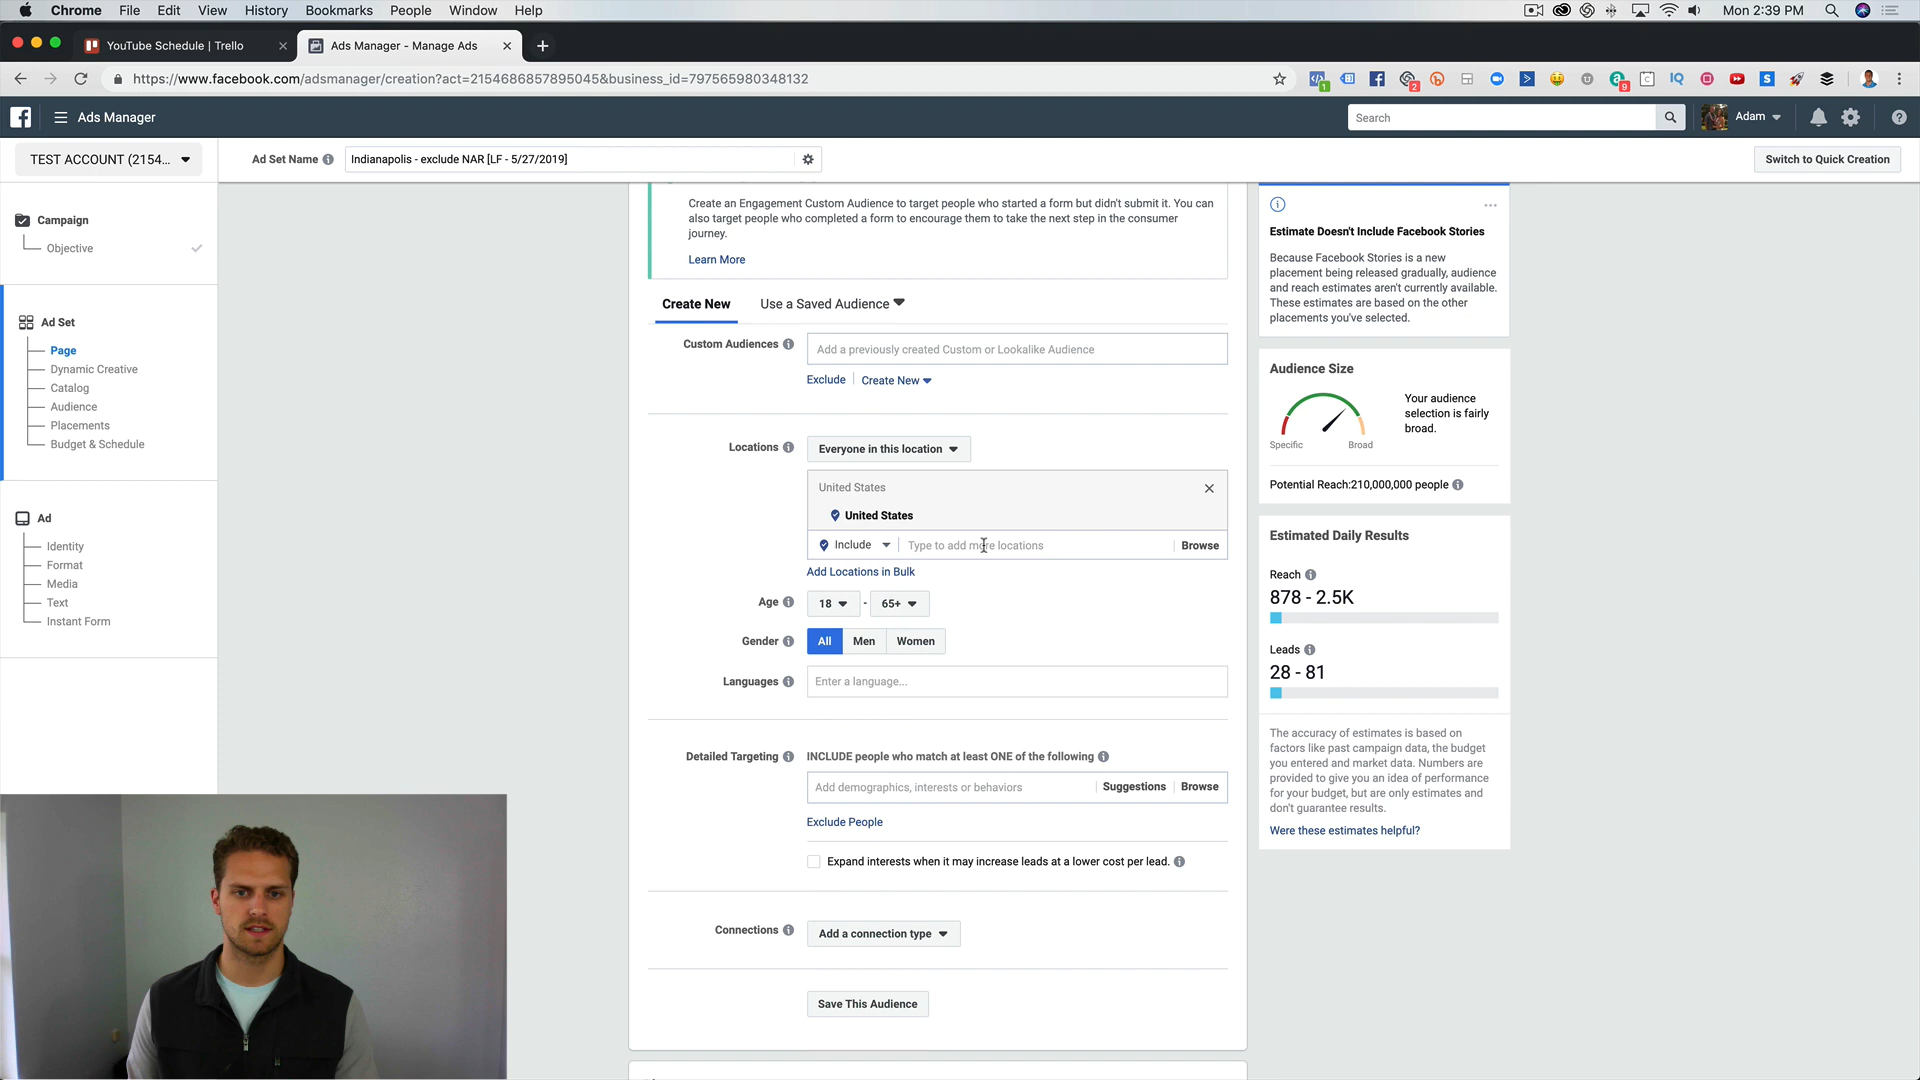 Chrome File Edit View History Bookmarks People Window Help Mon 2:39 PM
YouTube Schedule | Trello Ads Manager - Manage Ads
https://www.facebook.com/adsmanager/creation?act=2154686857895045&business_id=797565980348132
Ads Manager Search Adam
TEST ACCOUNT (2154... Ad Set Name Indianapolis - exclude NAR [LF - 5/27/2019] Switch to Quick Creation
Campaign
Objective
Ad Set
Page
Dynamic Creative
Catalog
Audience
Placements
Budget & Schedule
Ad
Identity
Format
Media
Text
Instant Form
Create an Engagement Custom Audience to target people who started a form but didn't submit it. You can
also target people who completed a form to encourage them to take the next step in the consumer
journey.
Learn More
Create New Use a Saved Audience
Custom Audiences Add a previously created Custom or Lookalike Audience
Exclude Create New
Locations Everyone in this location
United States
United States
Include Type to add more locations Browse
Add Locations in Bulk
Age 18 - 65+
Gender All Men Women
Languages Enter a language...
Detailed Targeting INCLUDE people who match at least ONE of the following
Add demographics, interests or behaviors Suggestions Browse
Exclude People
Expand interests when it may increase leads at a lower cost per lead.
Connections Add a connection type
Save This Audience
Estimate Doesn't Include Facebook Stories
Because Facebook Stories is a new
placement being released gradually, audience
and reach estimates aren't currently available.
These estimates are based on the other
placements you've selected.
Audience Size
Your audience
selection is fairly
broad.
Specific Broad
Potential Reach:210,000,000 people
Estimated Daily Results
Reach
878 - 2.5K
Leads
28 - 81
The accuracy of estimates is based on
factors like past campaign data, the budget
you entered and market data. Numbers are
provided to give you an idea of performance
for your budget, but are only estimates and
don't guarantee results.
Were these estimates helpful?